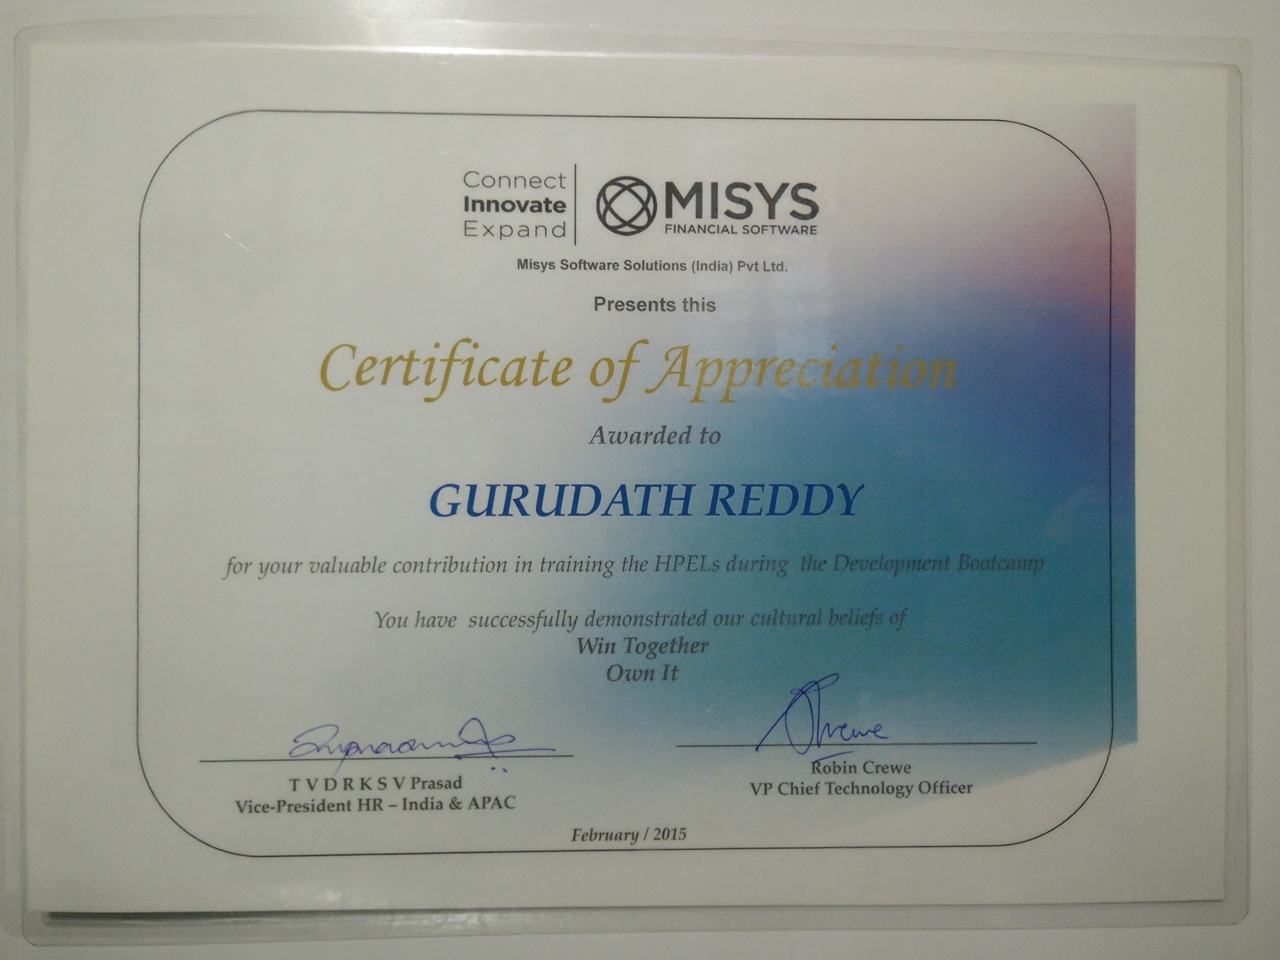 Connect
Innovate
Expand
MISYS
FINANCIAL SOFTWARE
Misys Software Solutions (India) Pvt Ltd.
Presents this
Certificate of Appreciation
Awarded to
GURUDATH REDDY
for your valuable contribution in training the HPELs during the Development Bootcamp
You have successfully demonstrated our cultural beliefs of
Win Together
Own It
T V D R K S V Prasad
Vice-President HR – India & APAC
Robin Crewe
VP Chief Technology Officer
February / 2015